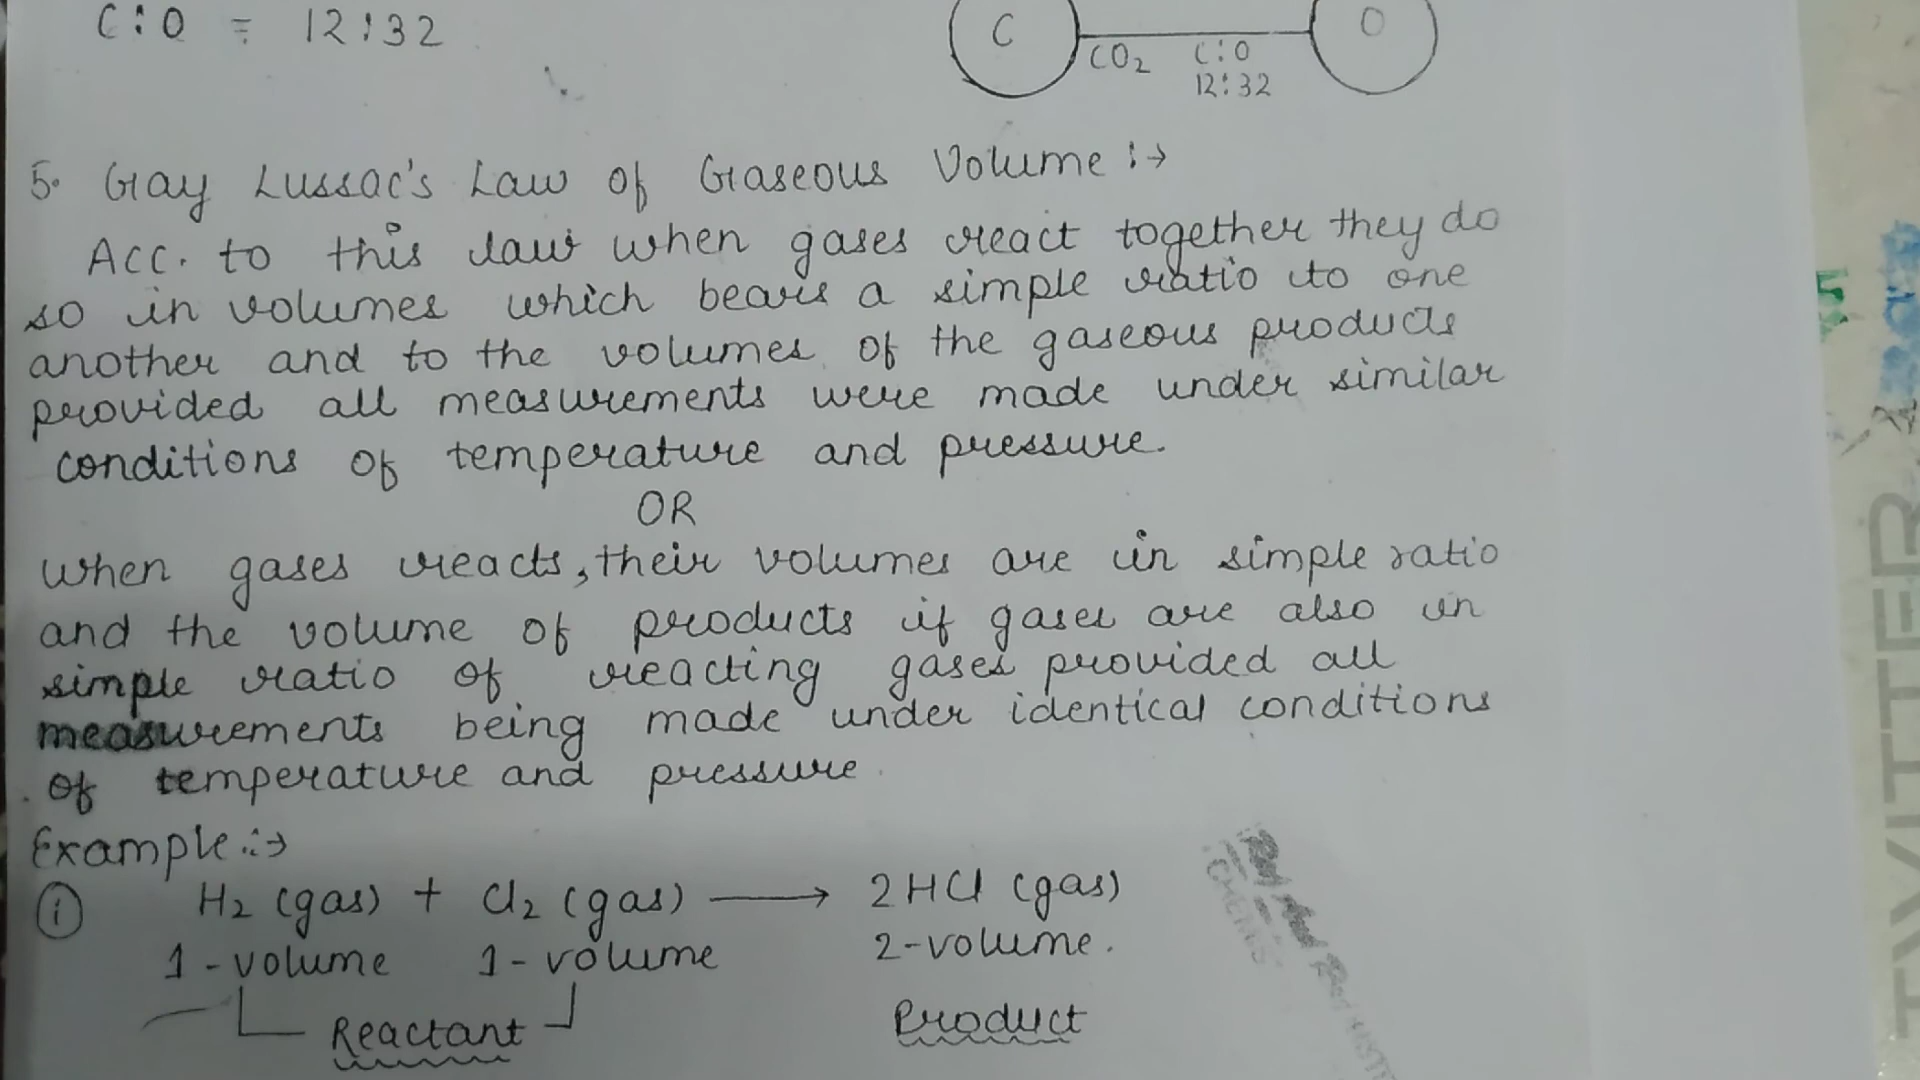 C:O = 12:32
C O
CO2 C:O
12:32
5. Gay Lussac's Law of Gaseous Volume :→
Acc. to this law when gases react together they do
so in volumes which bears a simple ratio to one
another and to the volumes of the gaseous products
provided all measurements were made under similar
conditions of temperature and pressure.
OR
When gases reacts, their volumes are in simple ratio
and the volume of products if gases are also in
simple ratio of reacting gases provided all
measurements being made under identical conditions
of temperature and pressure
Example :→
(i) H2 (gas) + Cl2 (gas) ⟶ 2HCl (gas)
1-volume 1-volume 2-volume.
Reactant Product